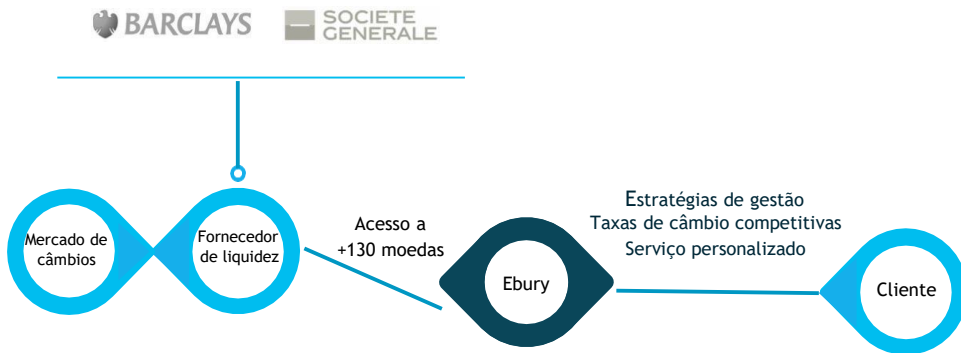 BARCLAYS
SOCIETE
GENERALE
Mercado de
câmbios
Fornecedor
de liquidez
Acesso a
+130 moedas
Ebury
Estratégias de gestão
Taxas de câmbio competitivas
Serviço personalizado
Cliente